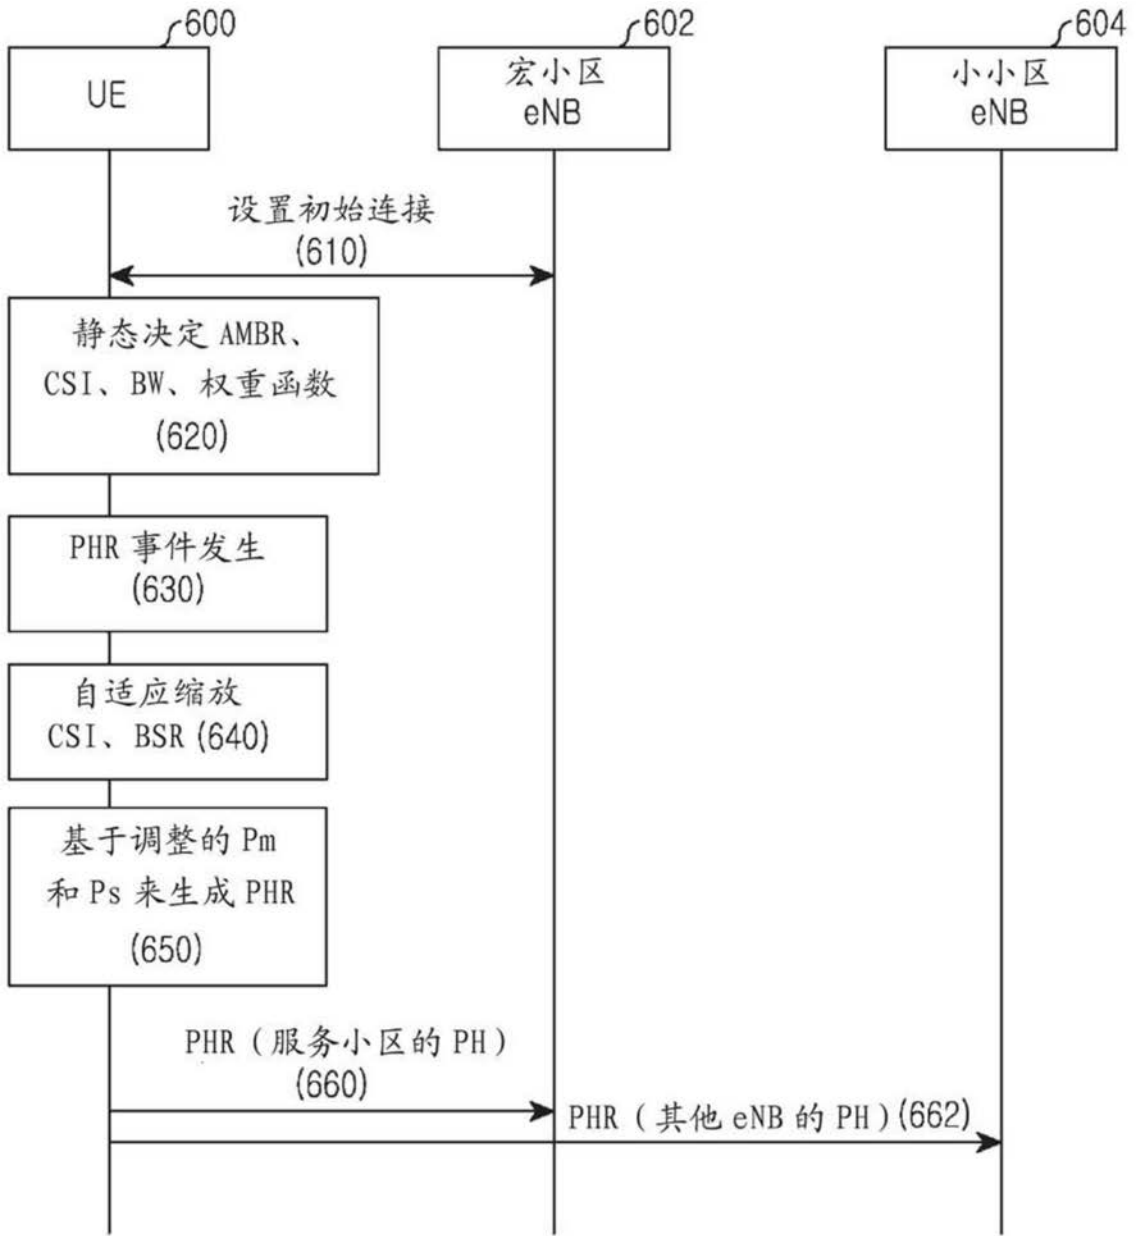 600
602
604
UE
宏小区
eNB
小小区
eNB
设置初始连接
(610)
静态决定 AMBR、
CSI、BW、权重函数
(620)
PHR 事件发生
(630)
自适应缩放
CSI、BSR (640)
基于调整的 Pm
和 Ps 来生成 PHR
(650)
PHR（服务小区的 PH）
(660)
PHR（其他 eNB 的 PH）(662)